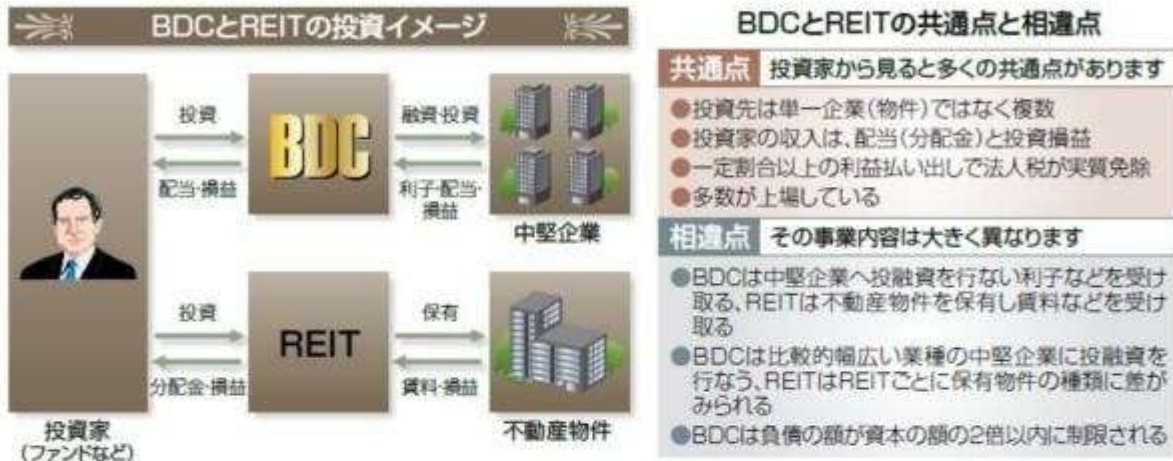 BDCとREITの投資イメージ
投資
配当・損益
BDC
融資・投資
利子・配当・
損益
中堅企業
投資
分配金・損益
REIT
保有
賃料・損益
不動産物件
投資家
(ファンドなど)
BDCとREITの共通点と相違点
共通点 投資家から見ると多くの共通点があります
●投資先は単一企業(物件)ではなく複数
●投資家の収入は、配当(分配金)と投資損益
●一定割合以上の利益払い出しで法人税が実質免除
●多数が上場している
相違点 その事業内容は大きく異なります
●BDCは中堅企業へ投融資を行ない利子などを受け
取る、REITは不動産物件を保有し賃料などを受け
取る
●BDCは比較的幅広い業種の中堅企業に投融資を
行なう、REITはREITごとに保有物件の種類に差が
みられる
●BDCは負債の額が資本の額の2倍以内に制限される